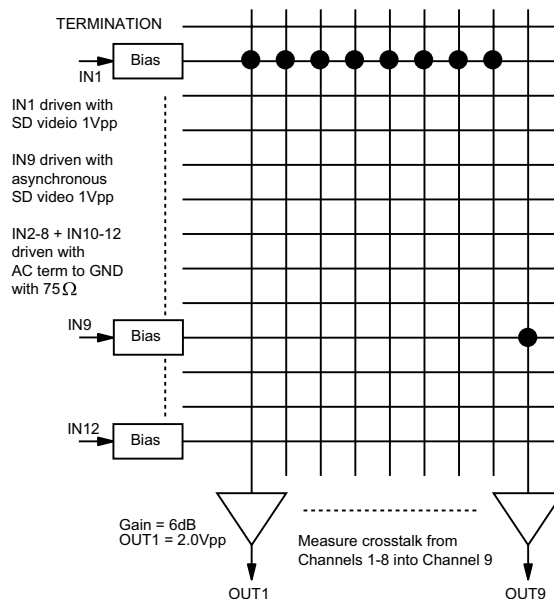 TERMINATION
Bias
IN1
IN1 driven with
SD videio 1Vpp
IN9 driven with
asynchronous
SD video 1Vpp
IN2-8 + IN10-12
driven with
AC term to GND
with 75Ω
IN9
Bias
IN12
Bias
Gain = 6dB
OUT1 = 2.0Vpp
Measure crosstalk from
Channels 1-8 into Channel 9
OUT1
OUT9